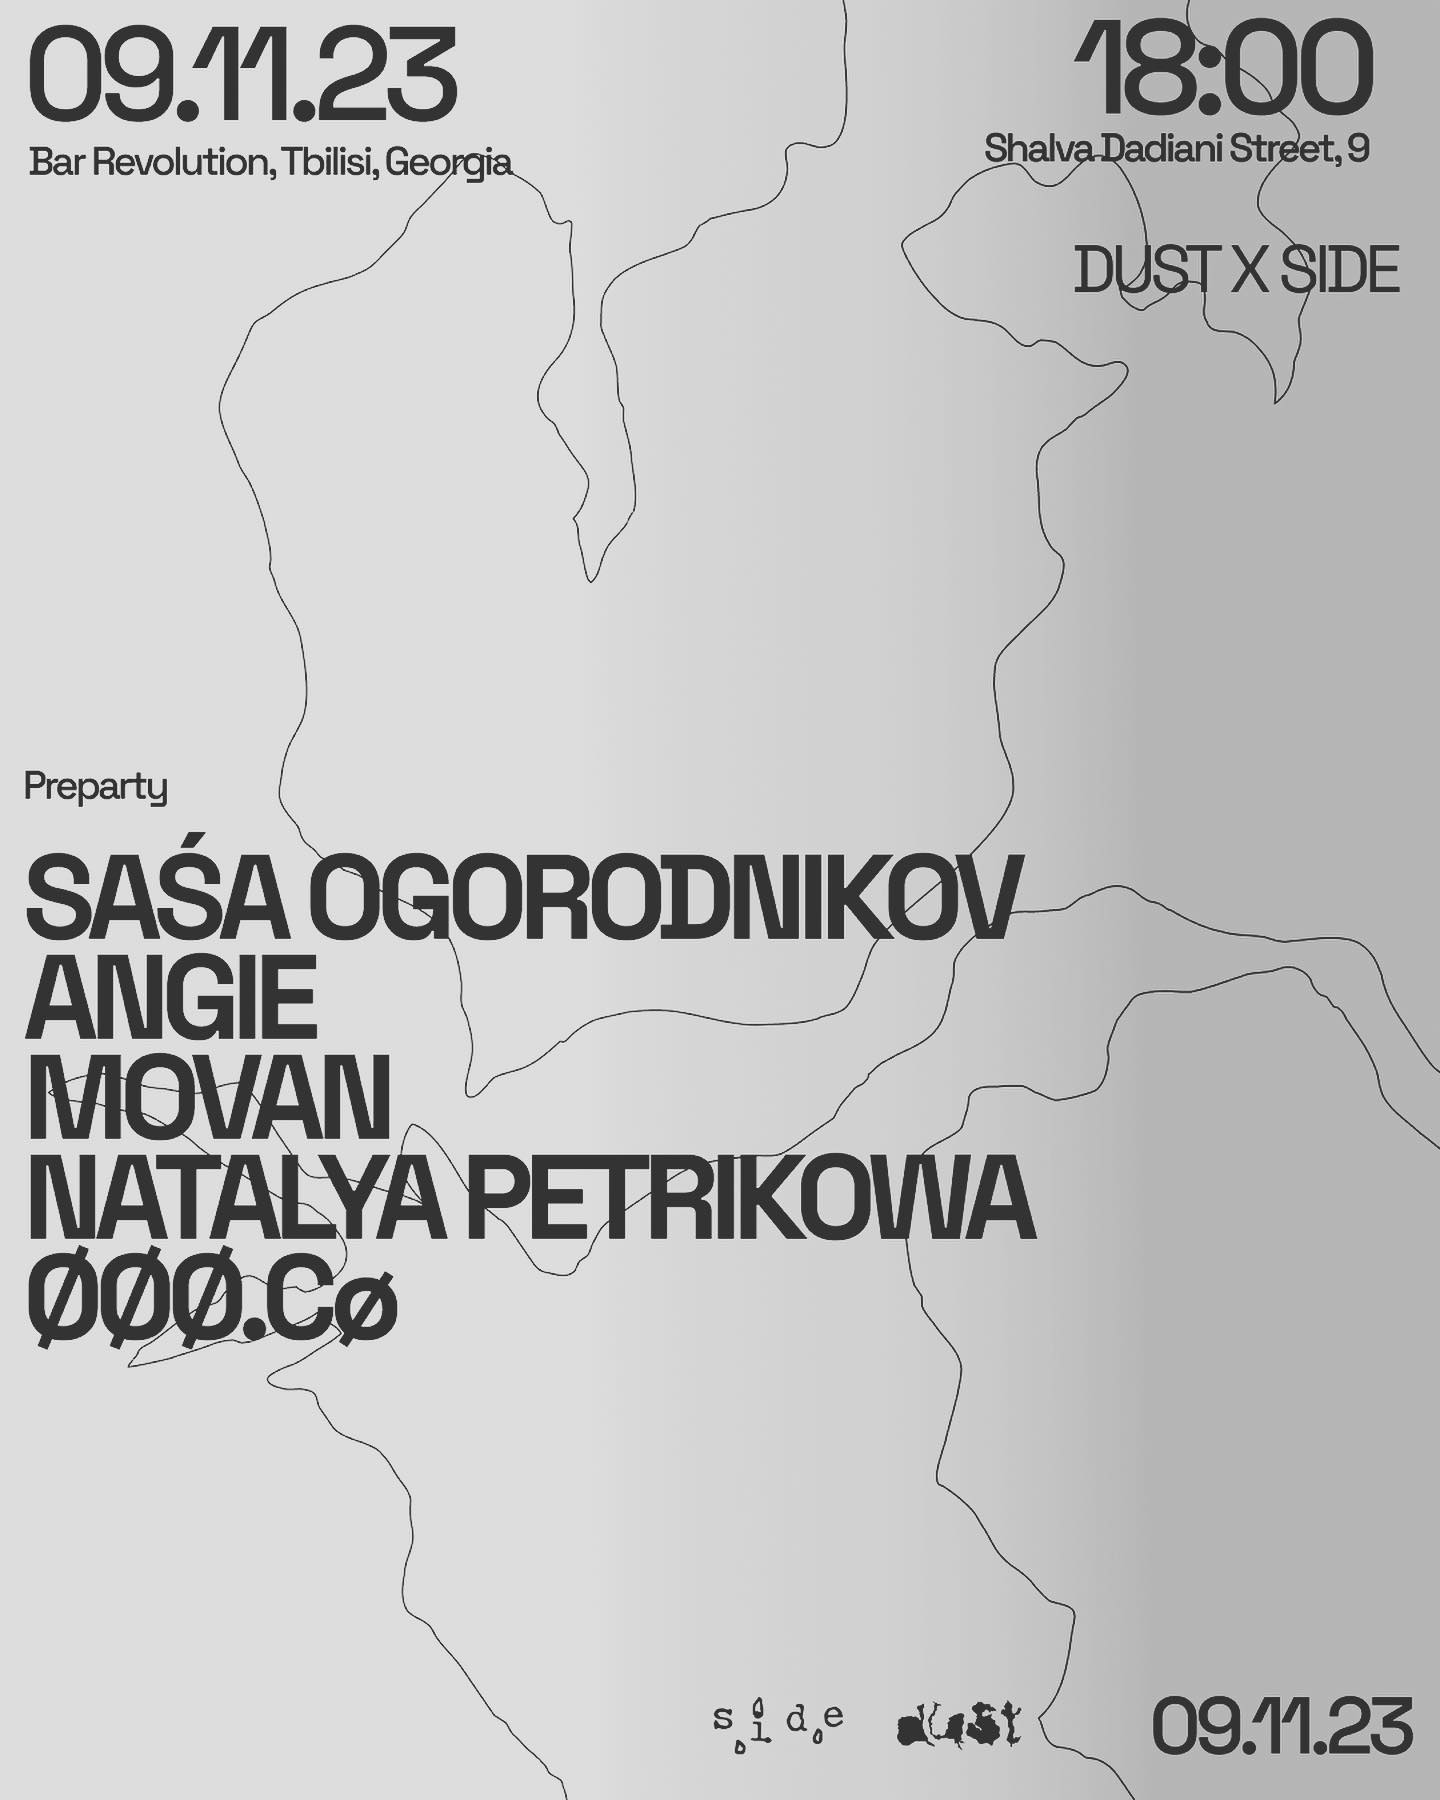 09.11.23
18:00
Bar Revolution, Tbilisi, Georgia
Shalva Dadiani Street, 9
DUST X SIDE
Preparty
SAŚA OGORODNIKOV
ANGIE
MOVAN
NATALYA PETRIKOWA
ØØØ.Cø
side
dust
09.11.23